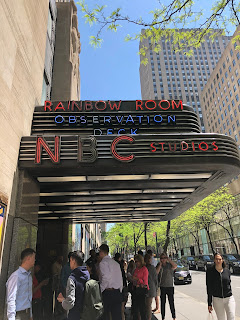 RAINBOW ROOM
OBSERVATION
DECK
NBC STUDIOS